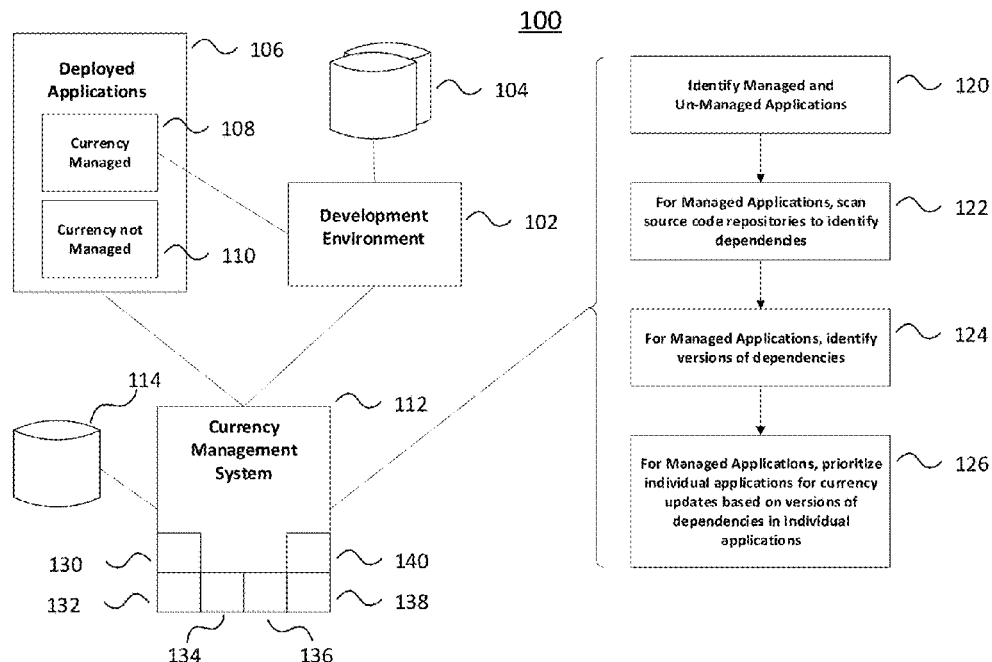 100
106
Deployed
Applications
108
Currency
Managed
Currency not
Managed
110
104
Development
Environment
102
114
112
Currency
Management
System
130
132
134
136
138
140
Identify Managed and
Un-Managed Applications
120
For Managed Applications, scan
source code repositories to identify
dependencies
122
For Managed Applications, identify
versions of dependencies
124
For Managed Applications, prioritize
individual applications for currency
updates based on versions of
dependencies in individual
applications
126